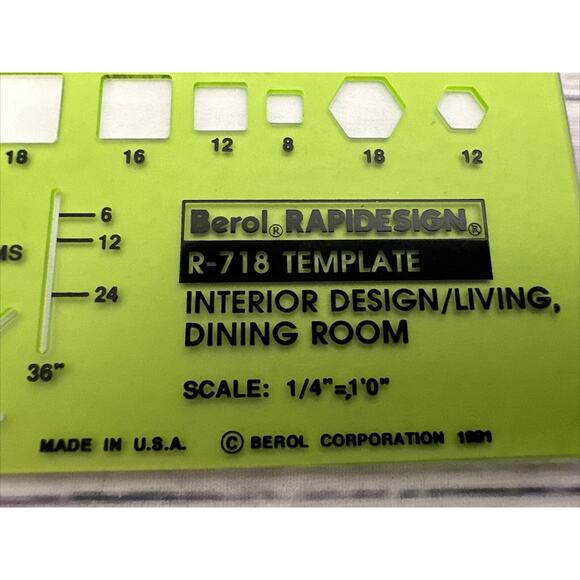 18 16 12 8 18 12
6
12
MS
24
36"
Berol® RAPIDESIGN®
R-718 TEMPLATE
INTERIOR DESIGN/LIVING,
DINING ROOM
SCALE: 1/4"=1'0"
MADE IN U.S.A. © BEROL CORPORATION 1991